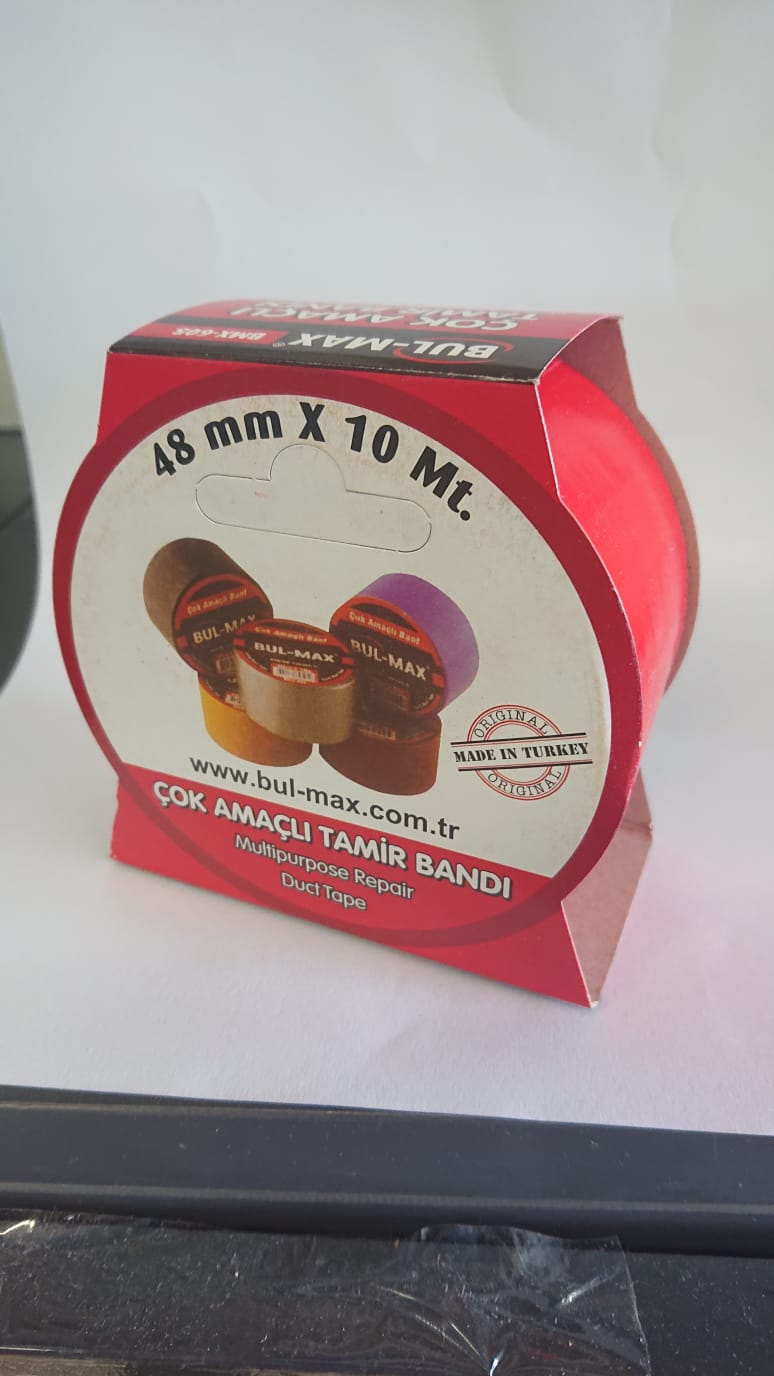 ÇOK AMAÇLI
BUL-MAX® BMX-605
48 mm X 10 Mt.
Çok Amaçlı Bant
BUL-MAX
Çok Amaçlı Bant
BUL-MAX®
Çok Amaçlı Bant
BUL-MAX®
ORIGINAL
MADE IN TURKEY
ORIGINAL
www.bul-max.com.tr
ÇOK AMAÇLI TAMİR BANDI
Multipurpose Repair
Duct Tape